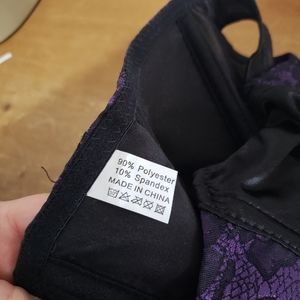 90% Polyester
10% Spandex
MADE IN CHINA